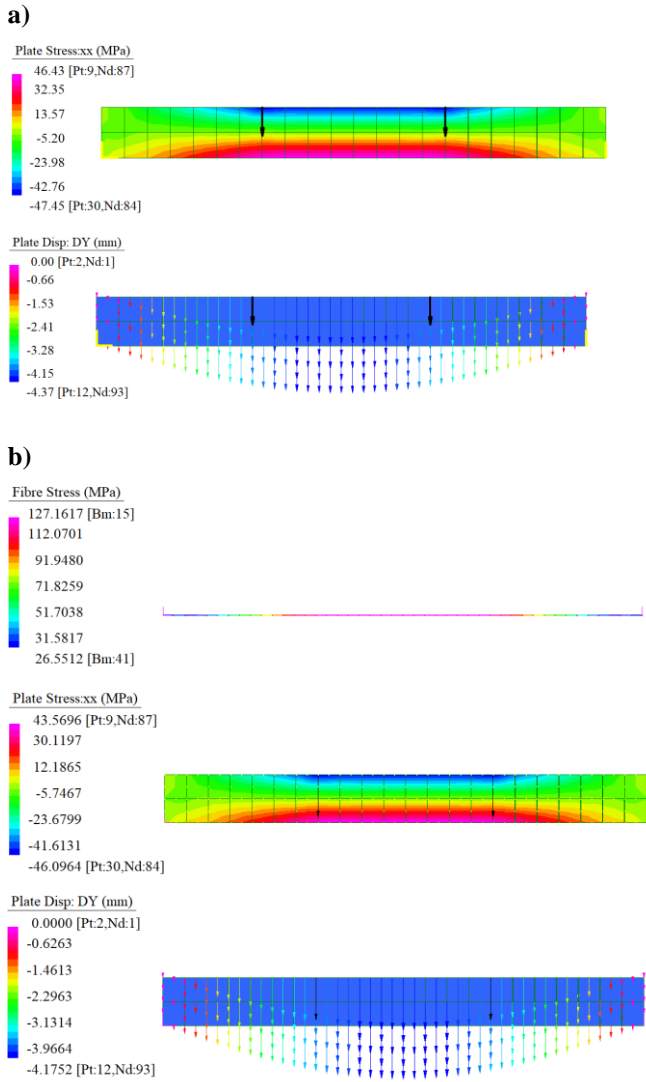 a)
Plate Stress:xx (MPa)
46.43 [Pt:9,Nd:87]
32.35
13.57
-5.20
-23.98
-42.76
-47.45 [Pt:30,Nd:84]
Plate Disp: DY (mm)
0.00 [Pt:2,Nd:1]
-0.66
-1.53
-2.41
-3.28
-4.15
-4.37 [Pt:12,Nd:93]
b)
Fibre Stress (MPa)
127.1617 [Bm:15]
112.0701
91.9480
71.8259
51.7038
31.5817
26.5512 [Bm:41]
Plate Stress:xx (MPa)
43.5696 [Pt:9,Nd:87]
30.1197
12.1865
-5.7467
-23.6799
-41.6131
-46.0964 [Pt:30,Nd:84]
Plate Disp: DY (mm)
0.0000 [Pt:2,Nd:1]
-0.6263
-1.4613
-2.2963
-3.1314
-3.9664
-4.1752 [Pt:12,Nd:93]